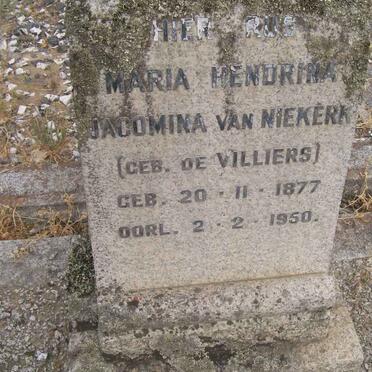 HIER RUS
MARIA HENDRINA
JACOMINA VAN NIEKERK
(GEB. DE VILLIERS)
GEB. 20 - 11 - 1877
OORL. 2 - 2 - 1950.